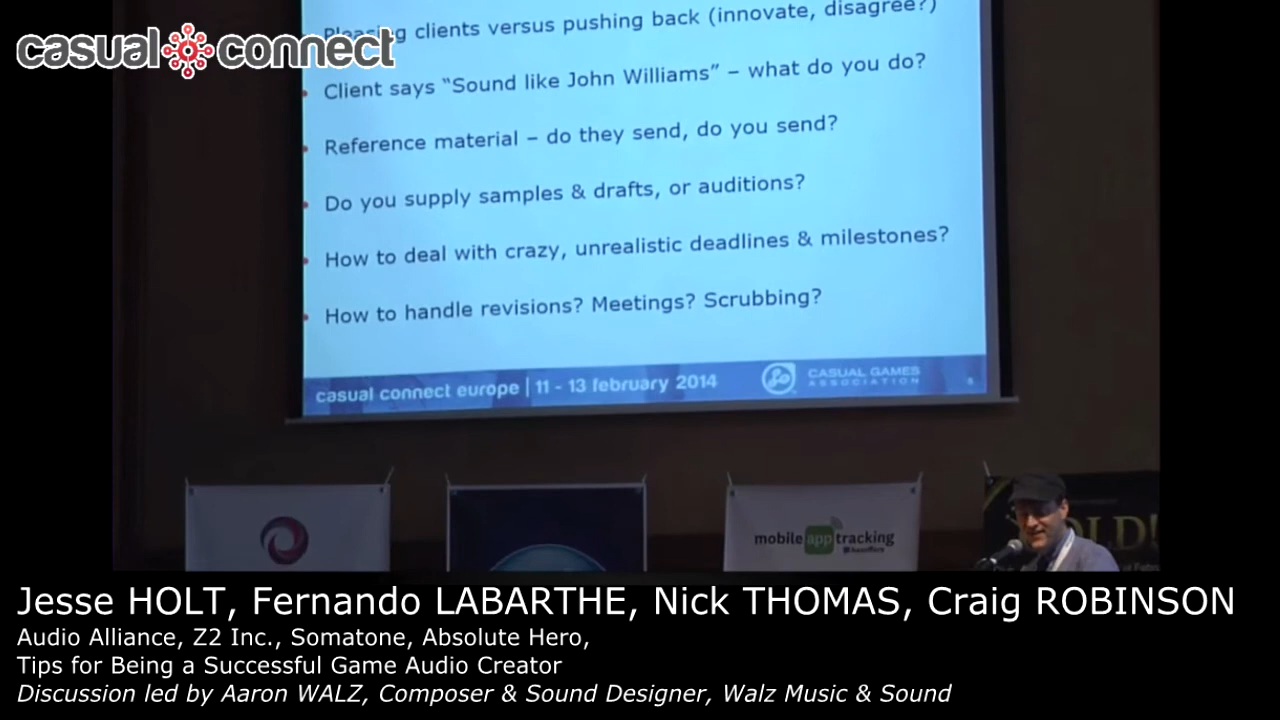 casual connect
Pleasing clients versus pushing back (innovate, disagree?)
Client says “Sound like John Williams” – what do you do?
Reference material – do they send, do you send?
Do you supply samples & drafts, or auditions?
How to deal with crazy, unrealistic deadlines & milestones?
How to handle revisions? Meetings? Scrubbing?
casual connect europe | 11 - 13 february 2014
CASUAL GAMES
ASSOCIATION
mobile app tracking
Jesse HOLT, Fernando LABARTHE, Nick THOMAS, Craig ROBINSON
Audio Alliance, Z2 Inc., Somatone, Absolute Hero,
Tips for Being a Successful Game Audio Creator
Discussion led by Aaron WALZ, Composer & Sound Designer, Walz Music & Sound